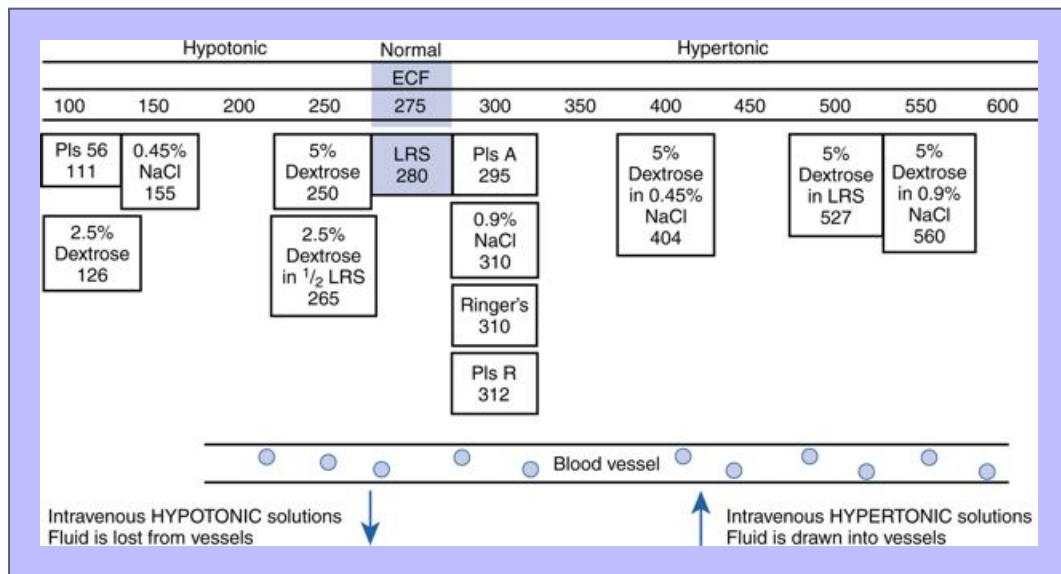 Hypotonic Normal Hypertonic
ECF
100 150 200 250 275 300 350 400 450 500 550 600
Pls 56
111
0.45%
NaCl
155
2.5%
Dextrose
126
5%
Dextrose
250
2.5%
Dextrose
in 1/2 LRS
265
LRS
280
Pls A
295
0.9%
NaCl
310
Ringer's
310
Pls R
312
5%
Dextrose
in 0.45%
NaCl
404
5%
Dextrose
in LRS
527
5%
Dextrose
in 0.9%
NaCl
560
Blood vessel
Intravenous HYPOTONIC solutions
Fluid is lost from vessels
Intravenous HYPERTONIC solutions
Fluid is drawn into vessels